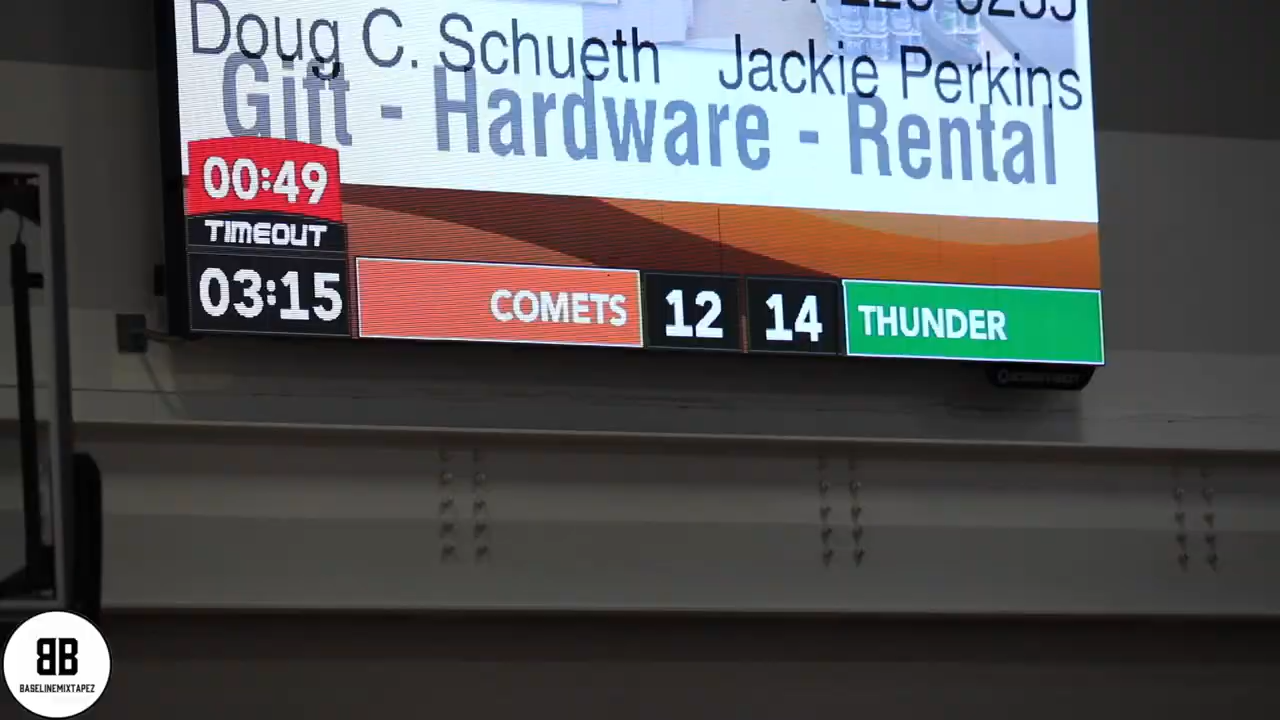 Doug C. Schueth Jackie Perkins
Gift - Hardware - Rental
00:49
TIMEOUT
03:15
COMETS 12 14 THUNDER
BB
BASELINEMIXTAPEZ